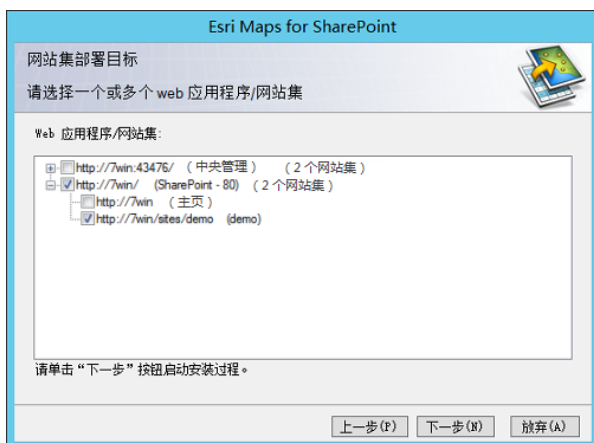 Esri Maps for SharePoint
网站集部署目标
请选择一个或多个 web 应用程序/网站集
Web 应用程序/网站集:
http://7win:43476/ （中央管理） （2 个网站集）
http://7win/ (SharePoint - 80) （2 个网站集）
http://7win （主页）
http://7win/sites/demo (demo)
请单击“下一步”按钮启动安装过程。
上一步(P) 下一步(N) 放弃(A)